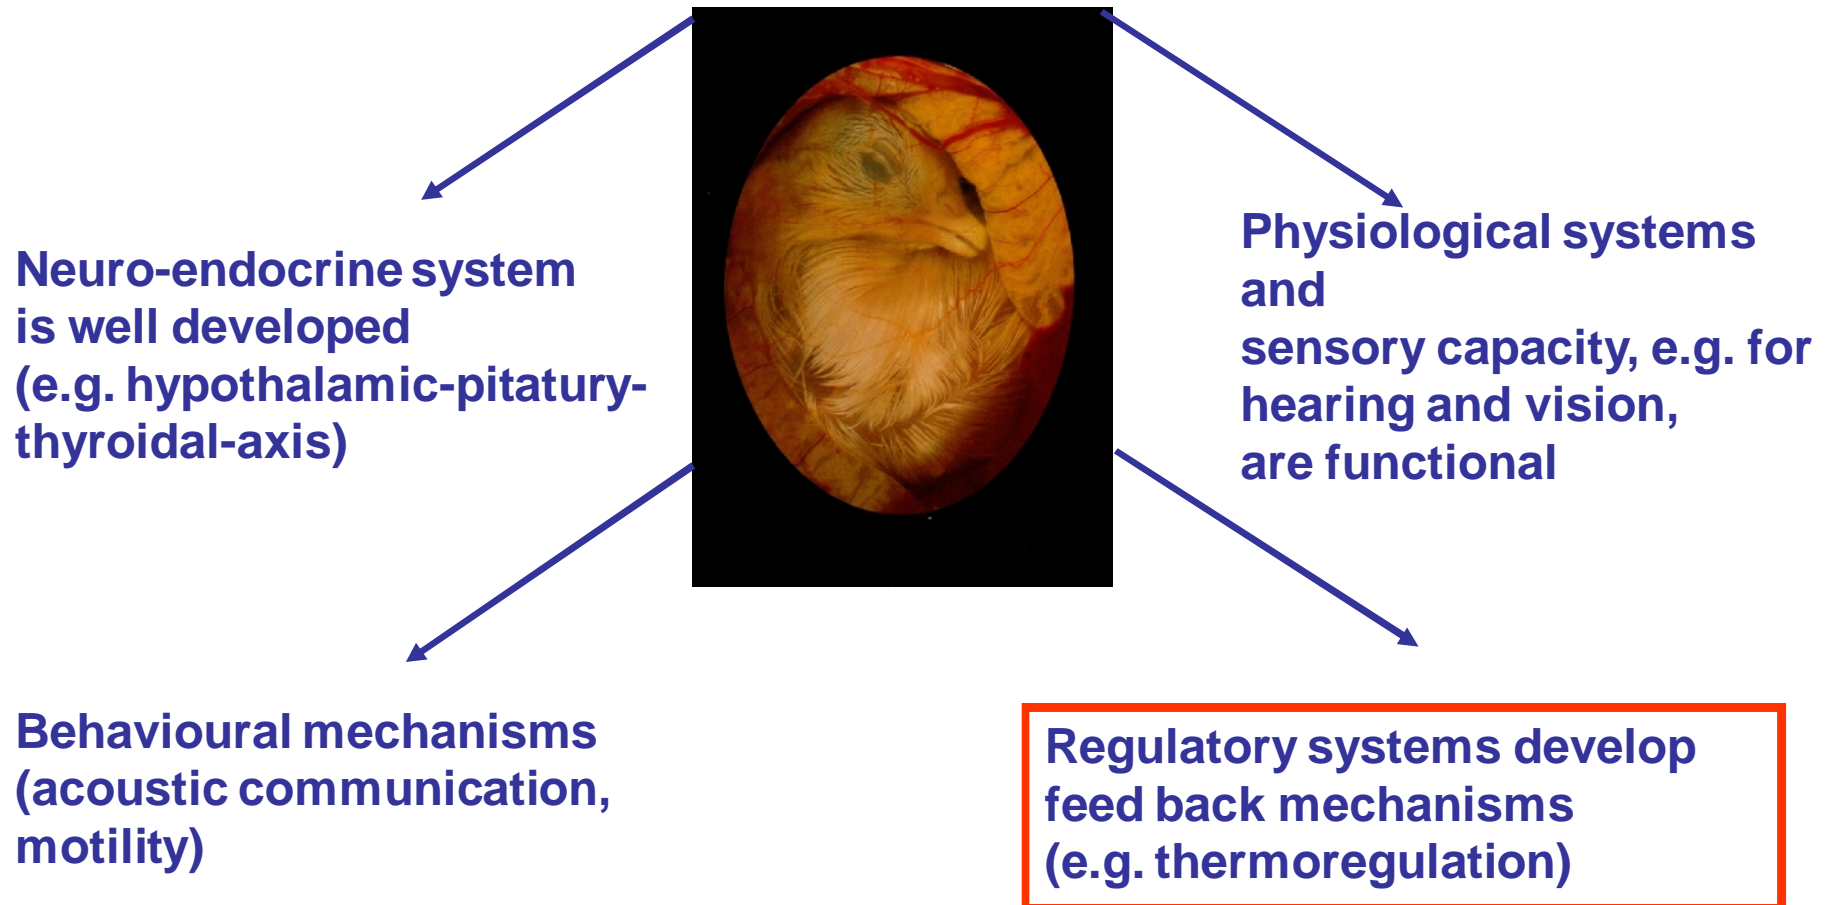 Neuro-endocrine system
is well developed
(e.g. hypothalamic-pitatury-
thyroidal-axis)
Physiological systems
and
sensory capacity, e.g. for
hearing and vision,
are functional
Behavioural mechanisms
(acoustic communication,
motility)
Regulatory systems develop
feed back mechanisms
(e.g. thermoregulation)